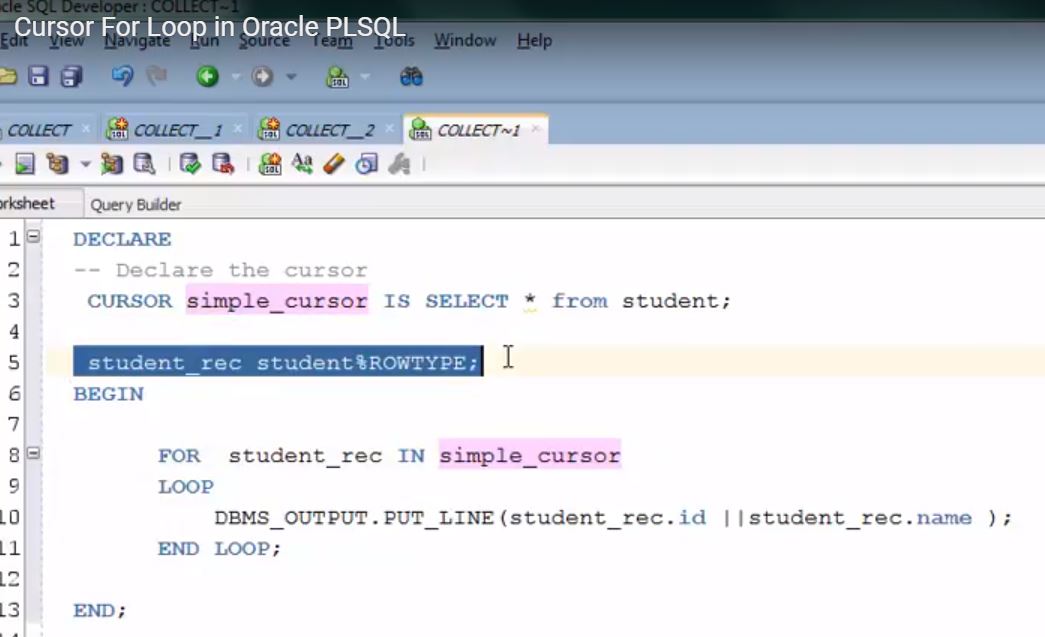 cle SQL Developer : COLLECT~1
Cursor For Loop in Oracle PLSQL
Edit View Navigate Run Source Team Tools Window Help
COLLECT COLLECT__1 COLLECT__2 COLLECT~1
orksheet Query Builder
1 DECLARE
2 -- Declare the cursor
3 CURSOR simple_cursor IS SELECT * from student;
4
5 student_rec student%ROWTYPE;
6 BEGIN
7
8 FOR student_rec IN simple_cursor
9 LOOP
10 DBMS_OUTPUT.PUT_LINE(student_rec.id ||student_rec.name );
11 END LOOP;
12
13 END;